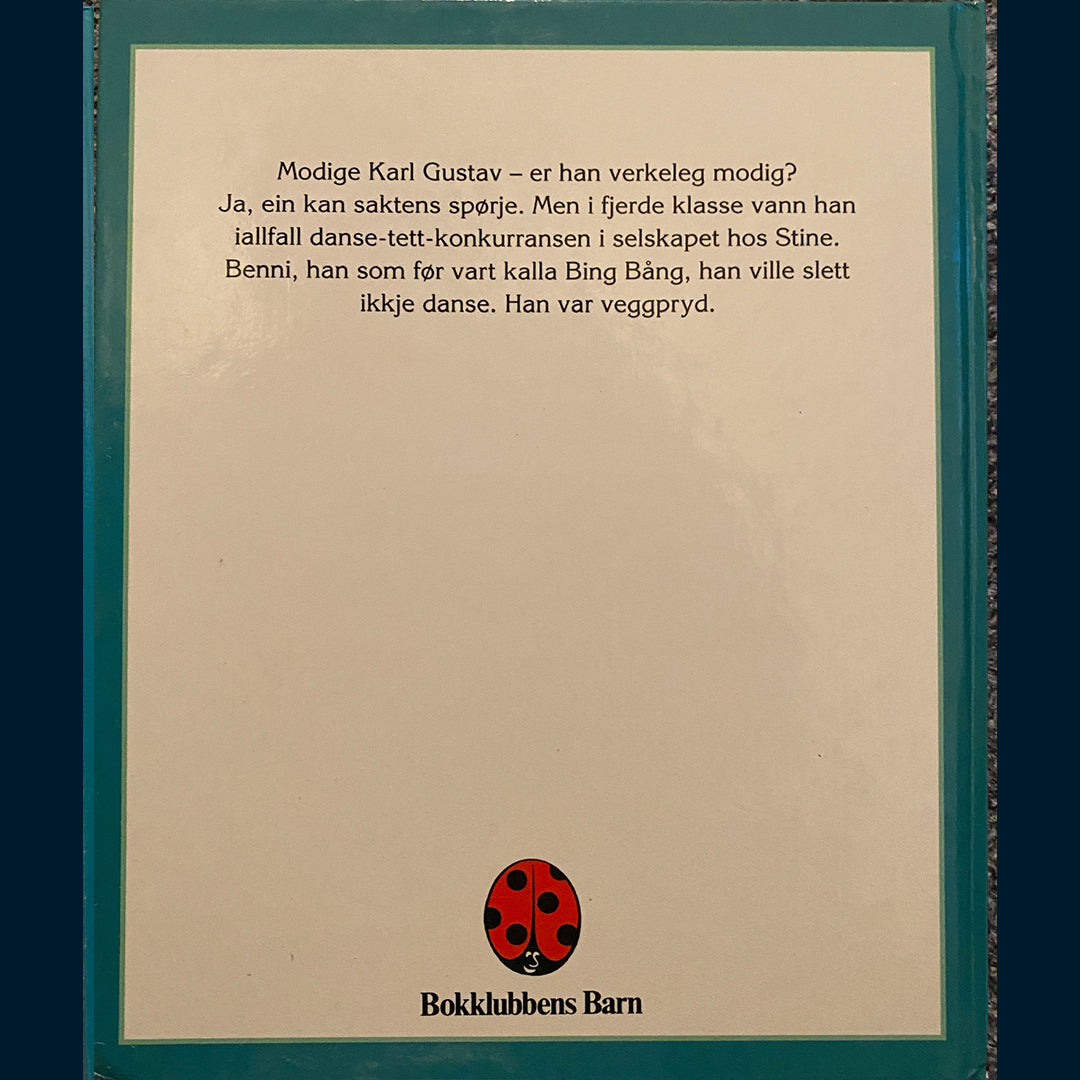 Modige Karl Gustav – er han verkeleg modig?
Ja, ein kan saktens spørje. Men i fjerde klasse vann han
iallfall danse-tett-konkurransen i selskapet hos Stine.
Benni, han som før vart kalla Bing Bång, han ville slett
ikkje danse. Han var veggpryd.
Bokklubbens Barn